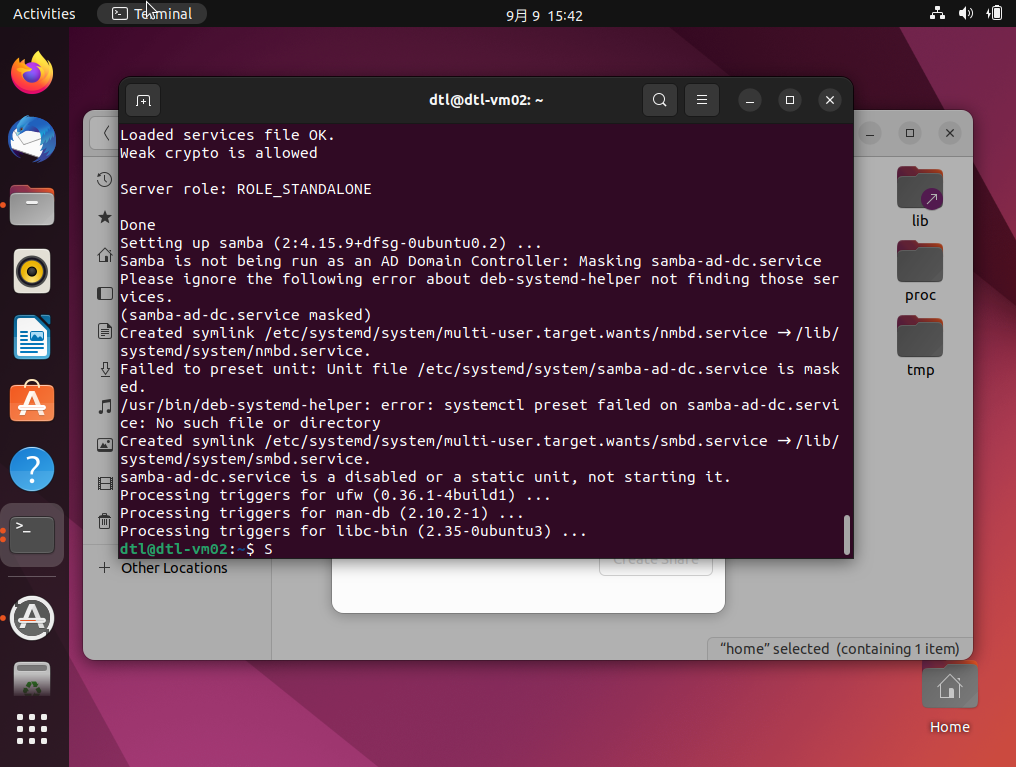 Activities
Terminal
9月 9 15:42
dtl@dtl-vm02: ~
Loaded services file OK.
Weak crypto is allowed
Server role: ROLE_STANDALONE
Done
Setting up samba (2:4.15.9+dfsg-0ubuntu0.2) ...
Samba is not being run as an AD Domain Controller: Masking samba-ad-dc.service
Please ignore the following error about deb-systemd-helper not finding those ser
vices.
(samba-ad-dc.service masked)
Created symlink /etc/systemd/system/multi-user.target.wants/nmbd.service → /lib/
systemd/system/nmbd.service.
Failed to preset unit: Unit file /etc/systemd/system/samba-ad-dc.service is mask
ed.
/usr/bin/deb-systemd-helper: error: systemctl preset failed on samba-ad-dc.servi
ce: No such file or directory
Created symlink /etc/systemd/system/multi-user.target.wants/smbd.service → /lib/
systemd/system/smbd.service.
samba-ad-dc.service is a disabled or a static unit, not starting it.
Processing triggers for ufw (0.36.1-4build1) ...
Processing triggers for man-db (2.10.2-1) ...
Processing triggers for libc-bin (2.35-0ubuntu3) ...
dtl@dtl-vm02:~$ S
lib
proc
tmp
Create Share
Other Locations
“home” selected (containing 1 item)
Home